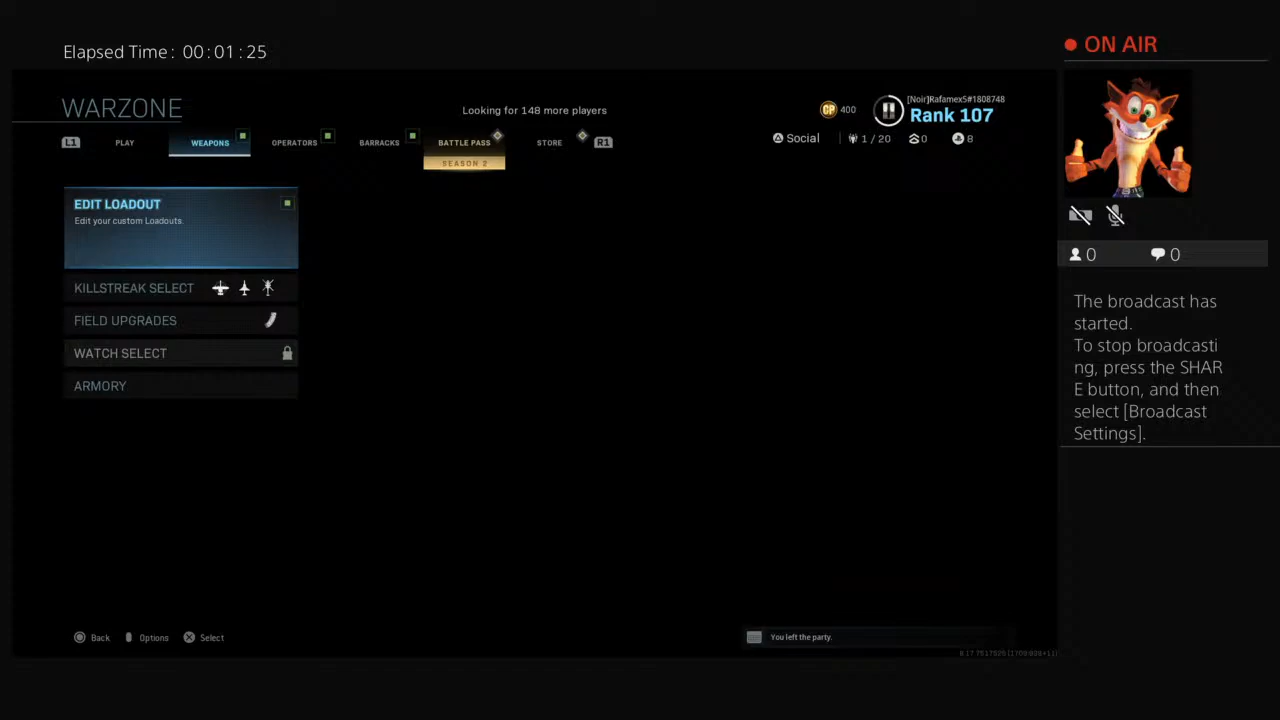 Elapsed Time: 00:01:25
ON AIR
WARZONE
Looking for 148 more players
CP 400
[Noir]Rafamex5#1808748
Rank 107
L1 PLAY WEAPONS OPERATORS BARRACKS BATTLE PASS STORE R1
SEASON 2
Social 1 / 20 0 8
EDIT LOADOUT
Edit your custom Loadouts.
KILLSTREAK SELECT
FIELD UPGRADES
WATCH SELECT
ARMORY
0 0
The broadcast has
started.
To stop broadcasti
ng, press the SHAR
E button, and then
select [Broadcast
Settings].
Back Options Select
You left the party.